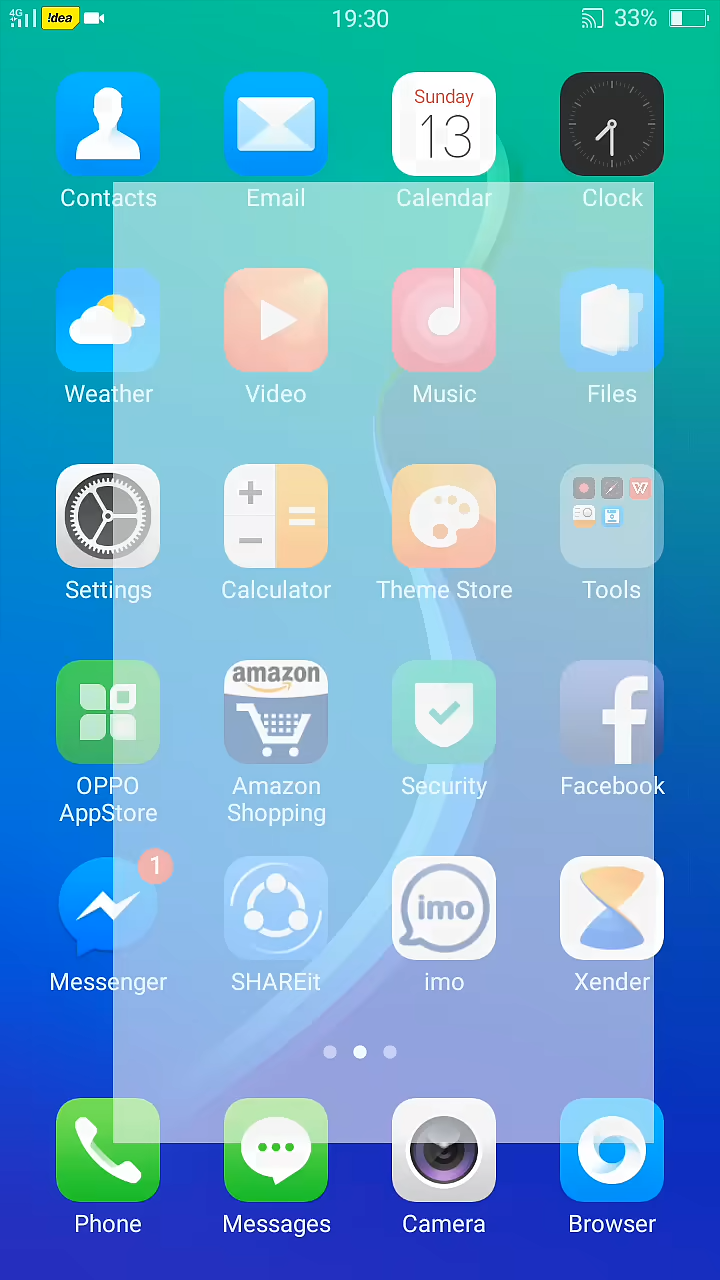 4G !dea 19:30 33%
Sunday
13
Contacts Email Calendar Clock
Weather Video Music Files
Settings Calculator Theme Store Tools
amazon
OPPO AppStore Amazon Shopping Security Facebook
1
imo
Messenger SHAREit imo Xender
Phone Messages Camera Browser